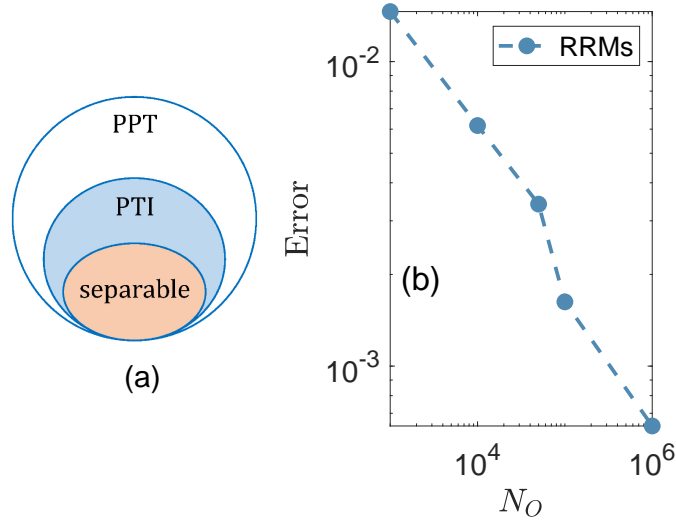 PPT
PTI
separable
(a)
Error
10^-2
10^-3
(b)
RRMs
10^4
10^6
N_O